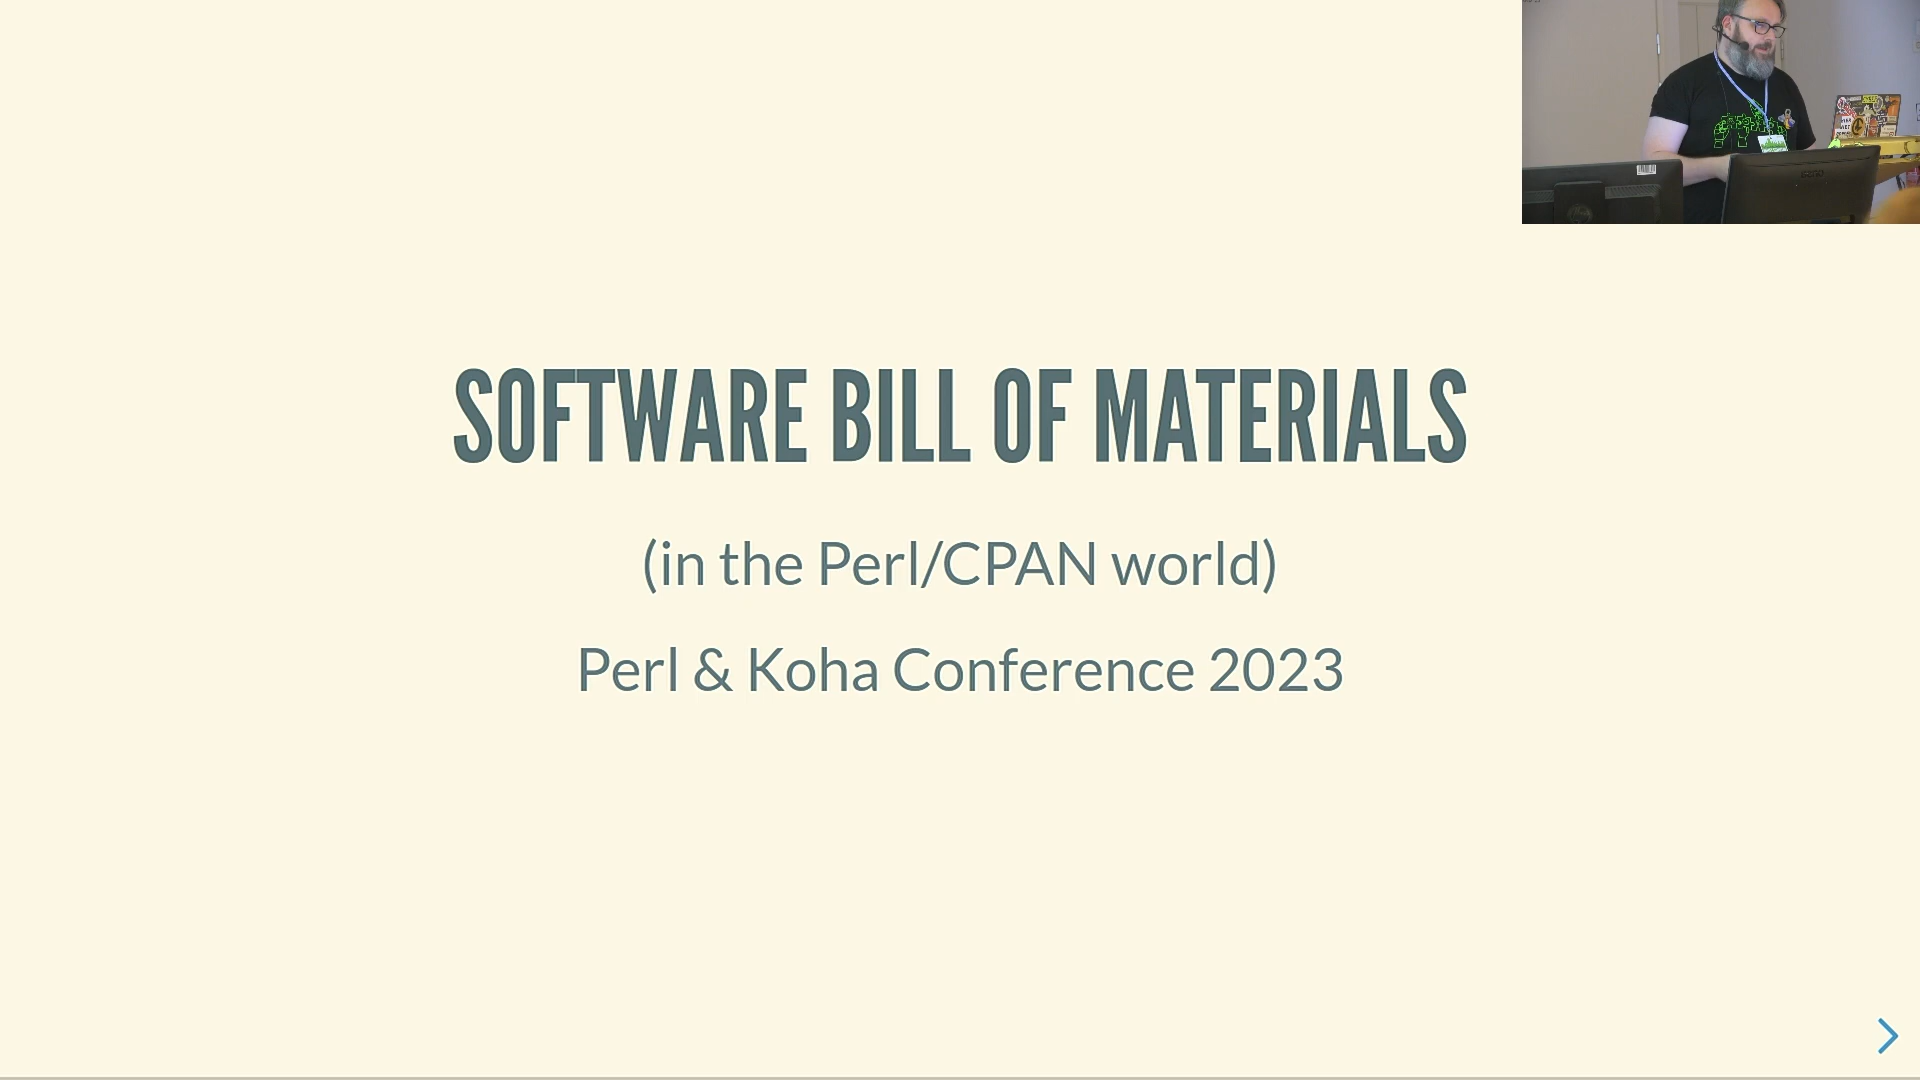 SOFTWARE BILL OF MATERIALS
(in the Perl/CPAN world)
Perl & Koha Conference 2023